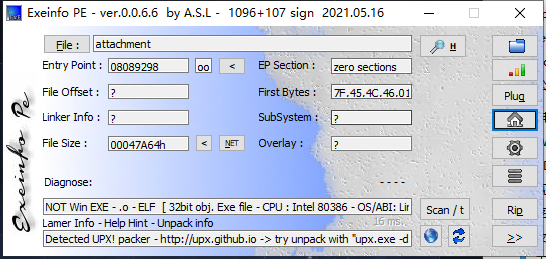 Exeinfo PE - ver.0.0.6.6 by A.S.L - 1096+107 sign 2021.05.16
File : attachment H
Entry Point : 08089298 oo < EP Section : zero sections
File Offset : ? First Bytes : 7F.45.4C.46.01 Plug
Linker Info : ? SubSystem : ?
File Size : 00047A64h < NET Overlay : ?
Diagnose: ----
NOT Win EXE - .o - ELF [ 32bit obj. Exe file - CPU : Intel 80386 - OS/ABI: Lir Scan / t Rip
Lamer Info - Help Hint - Unpack info 16 ms.
Detected UPX! packer - http://upx.github.io -> try unpack with "upx.exe -d >>
Exeinfo Pe